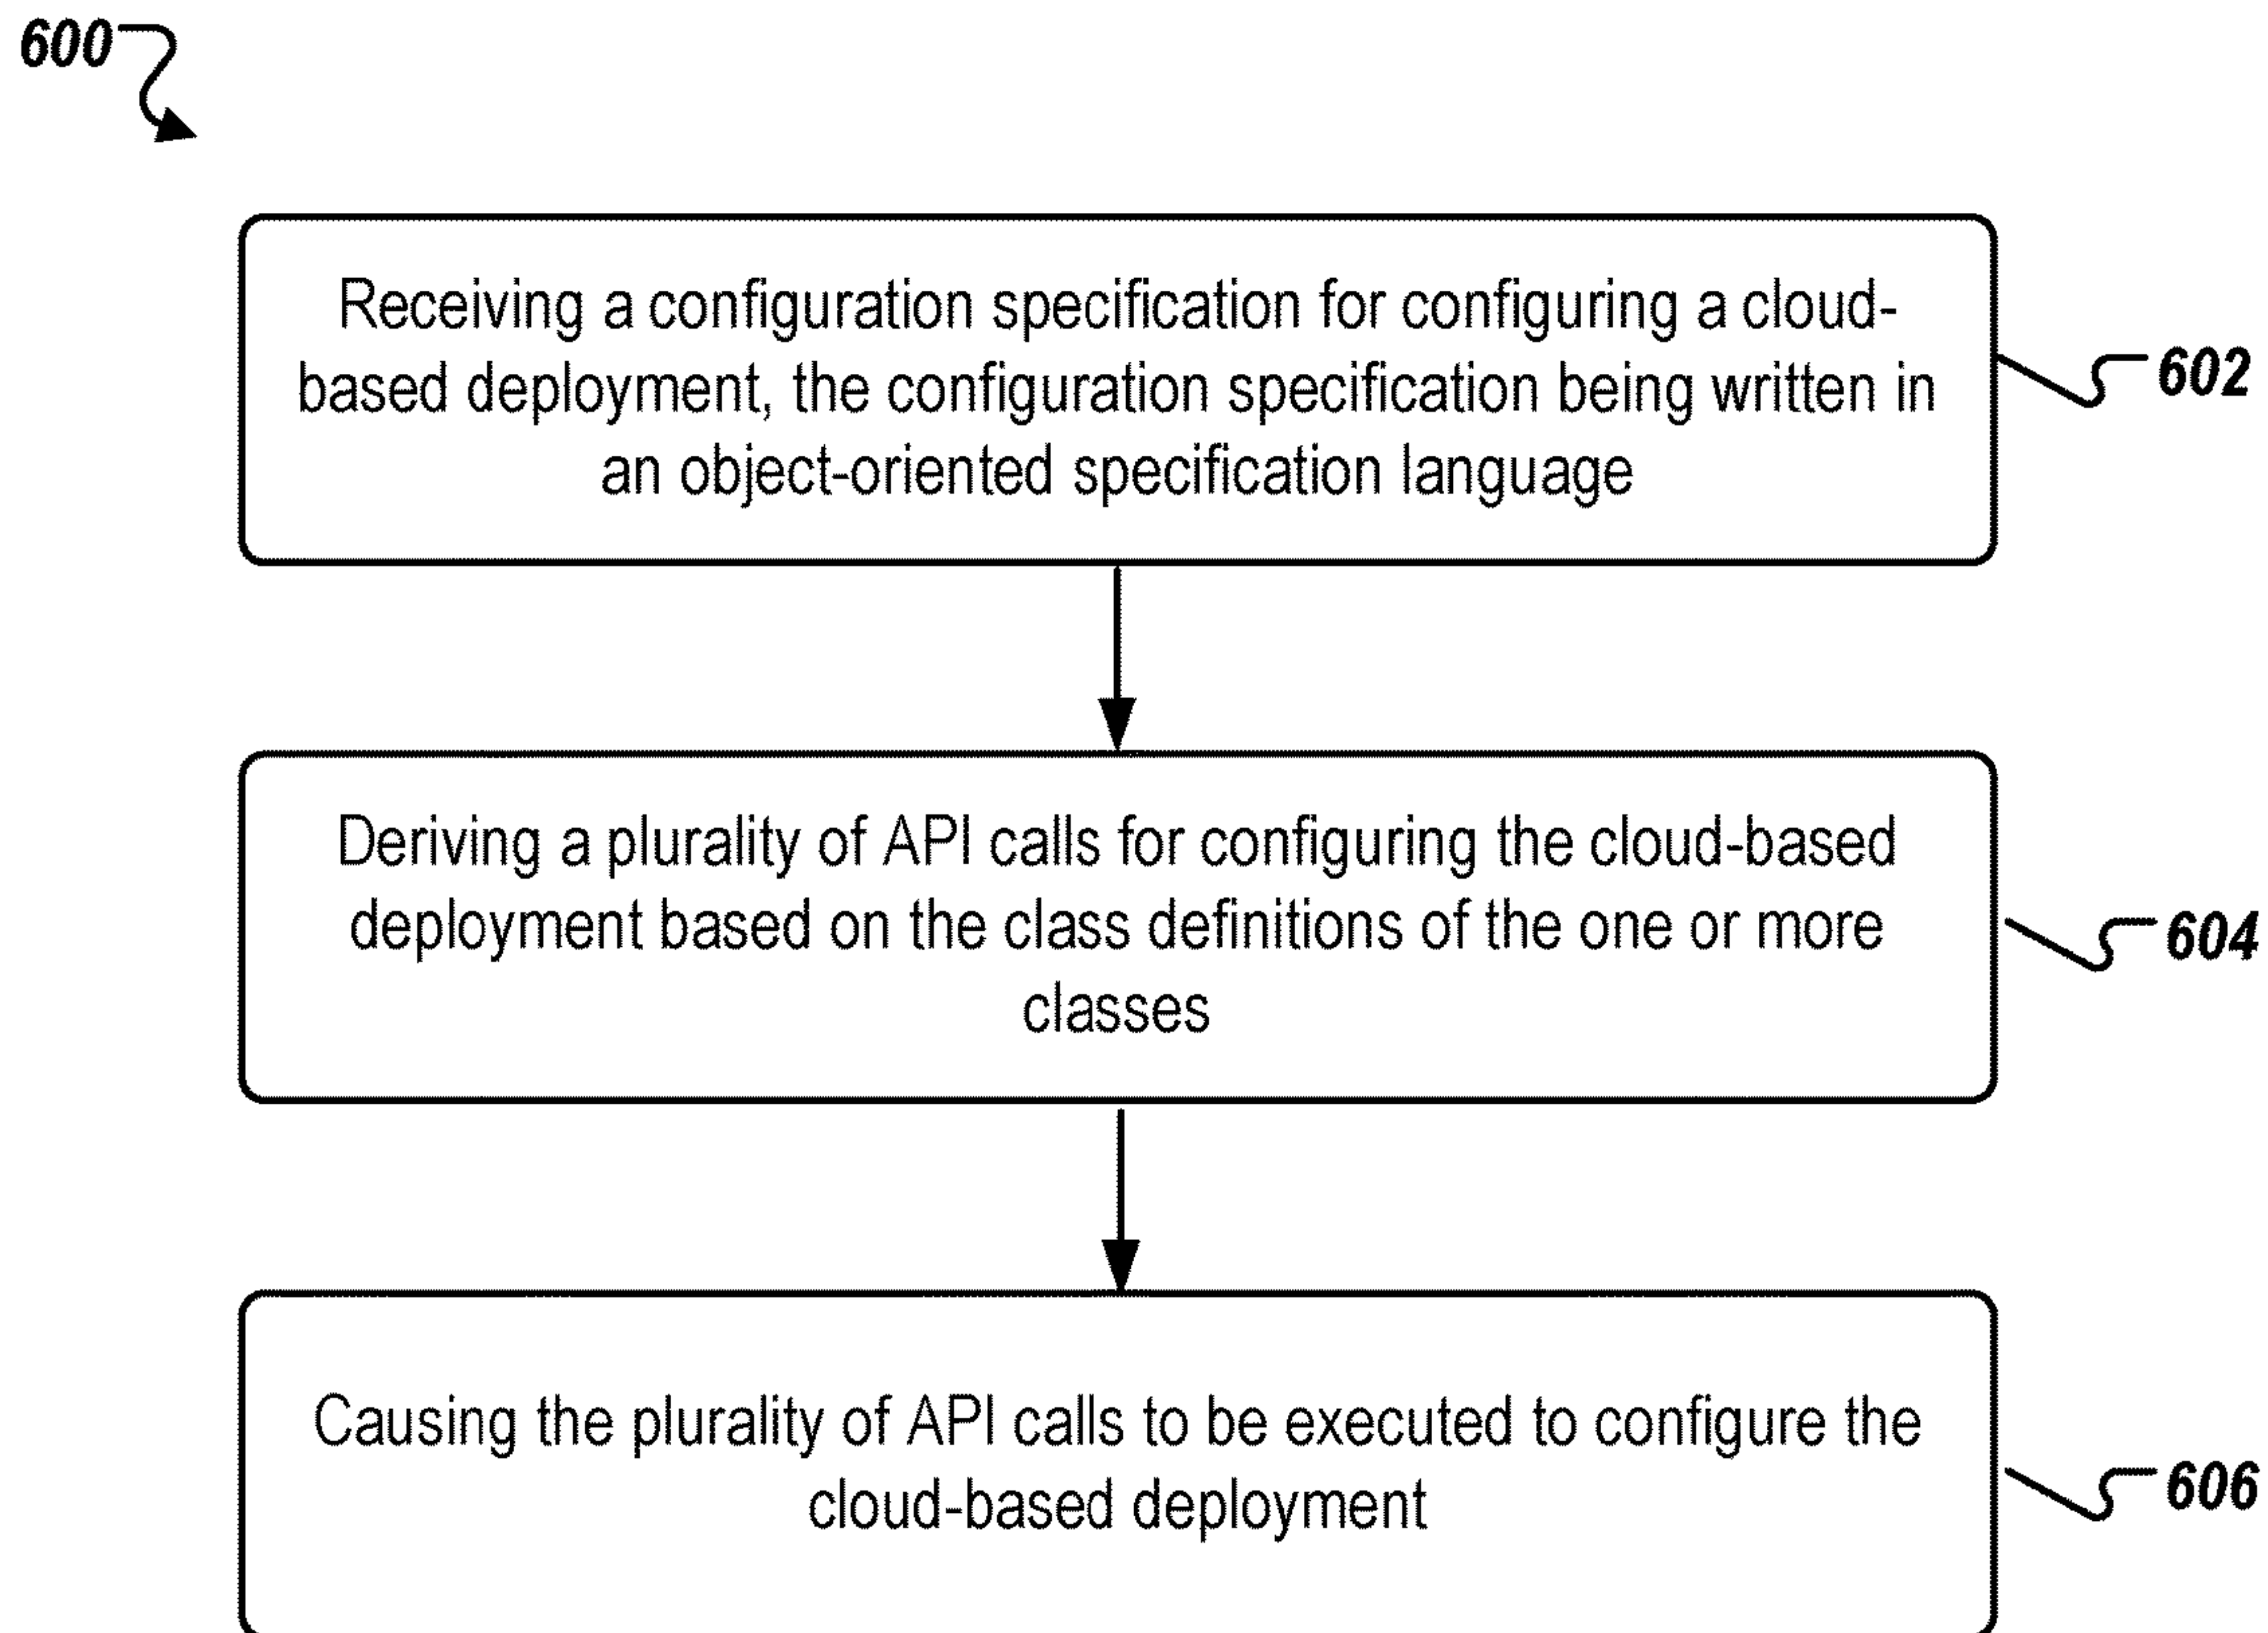 600
Receiving a configuration specification for configuring a cloud-
based deployment, the configuration specification being written in
an object-oriented specification language
602
Deriving a plurality of API calls for configuring the cloud-based
deployment based on the class definitions of the one or more
classes
604
Causing the plurality of API calls to be executed to configure the
cloud-based deployment
606